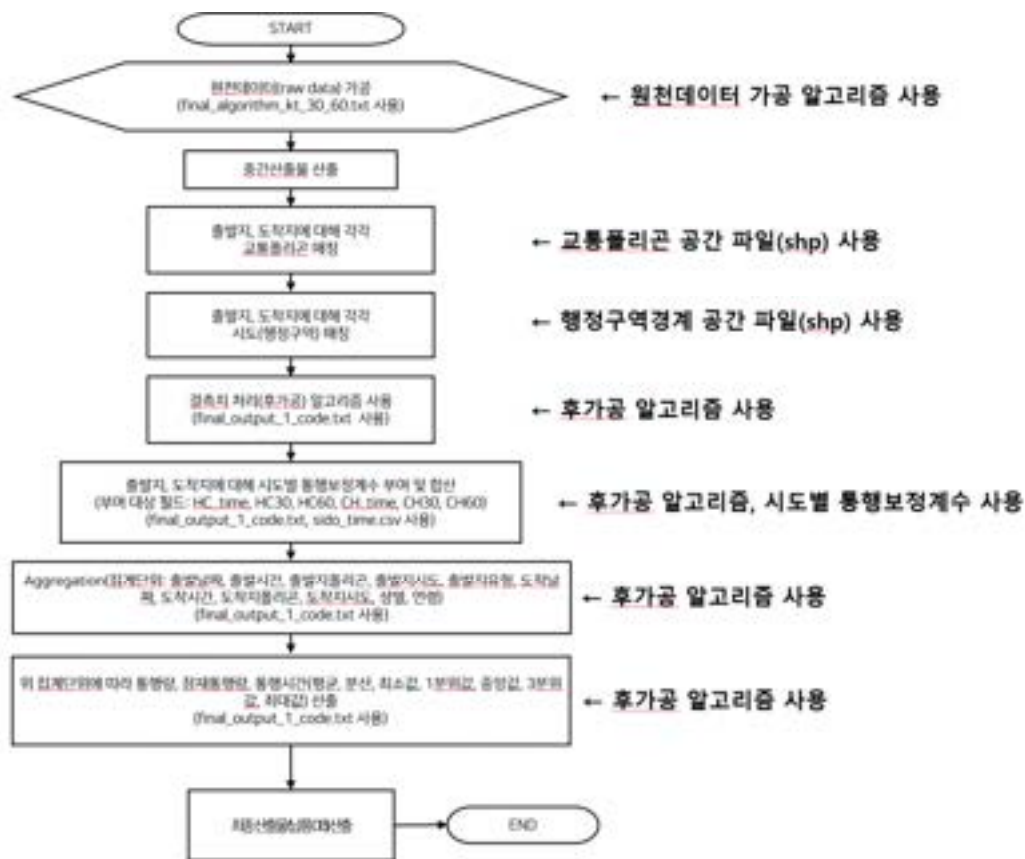 START
원천데이터(raw data) 가공
(final_algorithm_kt_30_60.txt 사용)
← 원천데이터 가공 알고리즘 사용
중간산출물 산출
출발지, 도착지에 대해 각각
교통폴리곤 매칭
← 교통폴리곤 공간 파일(shp) 사용
출발지, 도착지에 대해 각각
시도(행정구역) 매칭
← 행정구역경계 공간 파일(shp) 사용
결측치 처리(후가공) 알고리즘 사용
(final_output_1_code.txt 사용)
← 후가공 알고리즘 사용
출발지, 도착지에 대해 시도별 통행보정계수 부여 및 합산
(부여 대상 필드: HC_time, HC30, HC60, CH_time, CH30, CH60)
(final_output_1_code.txt, sido_time.csv 사용)
← 후가공 알고리즘, 시도별 통행보정계수 사용
Aggregation(집계단위: 출발날짜, 출발시간, 출발지폴리곤, 출발지시도, 출발지유형, 도착날
짜, 도착시간, 도착지폴리곤, 도착지시도, 성별, 연령)
(final_output_1_code.txt 사용)
← 후가공 알고리즘 사용
위 집계단위에 따라 통행량, 잠재통행량, 통행시간(평균, 분산, 최소값, 1분위값, 중앙값, 3분위
값, 최대값) 산출
(final_output_1_code.txt 사용)
← 후가공 알고리즘 사용
END